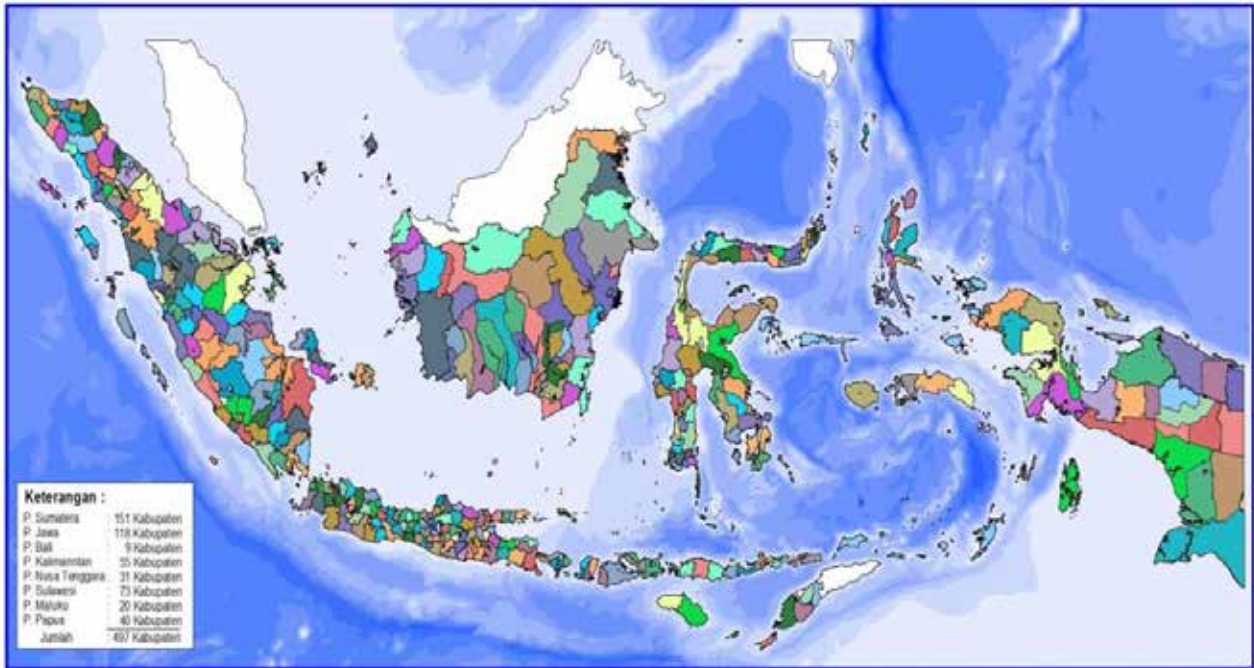 Keterangan :
P. Sumatera : 151 Kabupaten
P. Jawa : 118 Kabupaten
P. Bali : 9 Kabupaten
P. Kalimantan : 55 Kabupaten
P. Nusa Tenggara : 31 Kabupaten
P. Sulawesi : 73 Kabupaten
P. Maluku : 20 Kabupaten
P. Papua : 40 Kabupaten
Jumlah : 497 Kabupaten